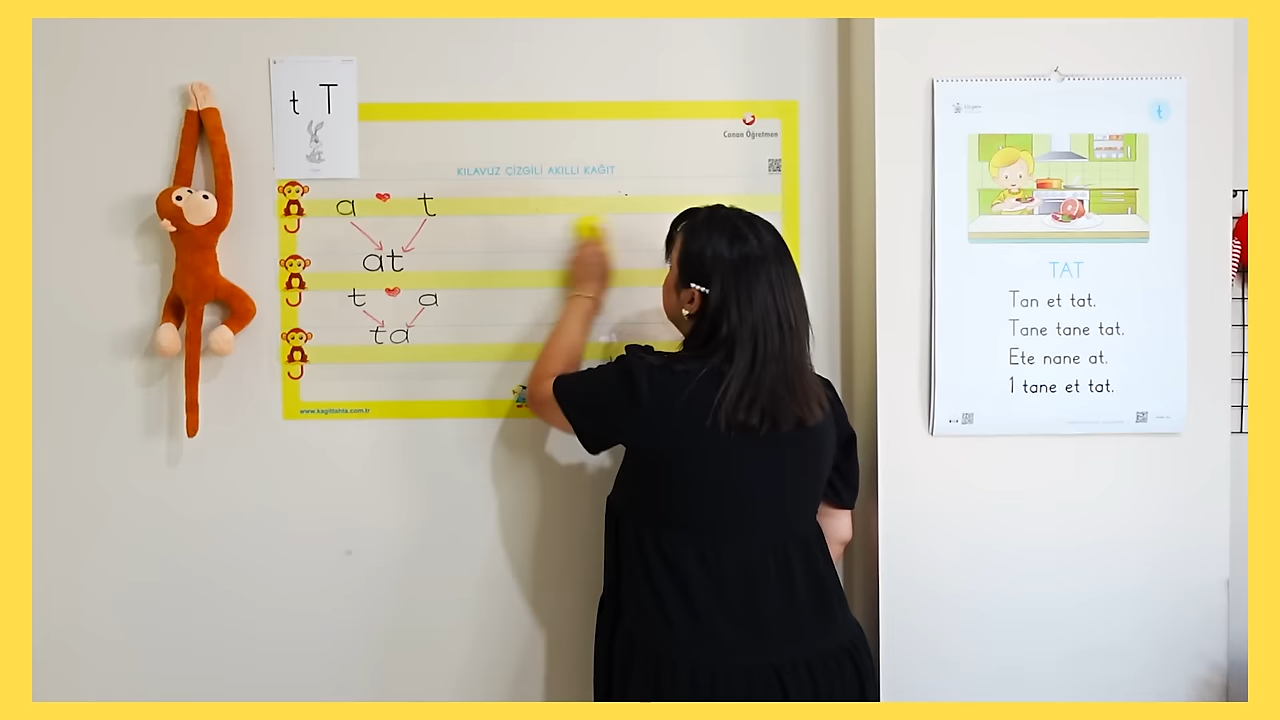 t T
Canan Öğretmen
KILAVUZ ÇİZGİLİ AKILLI KAĞIT
a t
at
t a
ta
www.kagittahta.com.tr
t
TAT
Tan et tat.
Tane tane tat.
Ete nane at.
1 tane et tat.